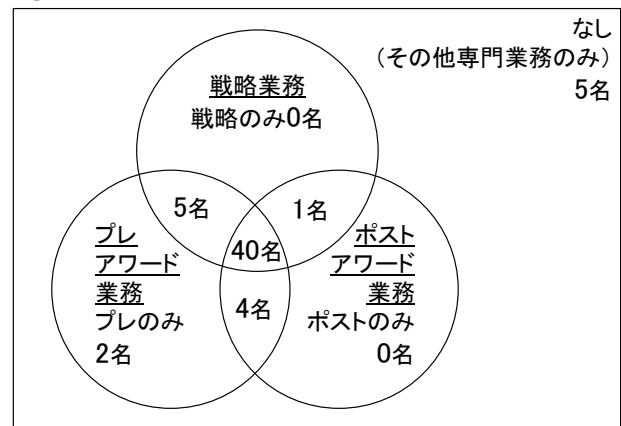 なし
(その他専門業務のみ)
5名
戦略業務
戦略のみ0名
5名
1名
40名
4名
プレ
アワード
業務
プレのみ
2名
ポスト
アワード
業務
ポストのみ
0名